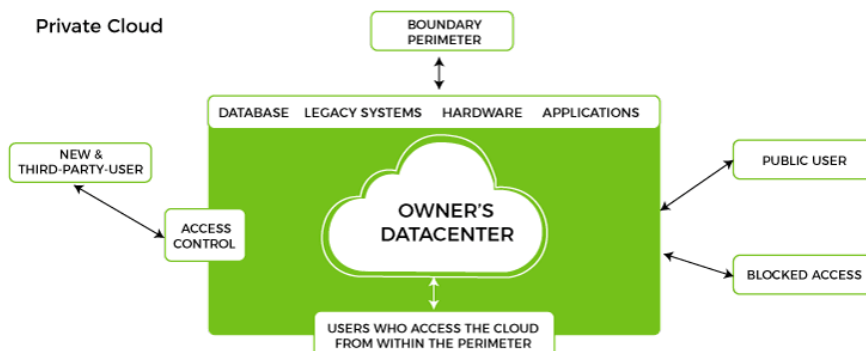 Private Cloud
BOUNDARY
PERIMETER
DATABASE LEGACY SYSTEMS HARDWARE APPLICATIONS
NEW &
THIRD-PARTY-USER
PUBLIC USER
ACCESS
CONTROL
OWNER'S
DATACENTER
BLOCKED ACCESS
USERS WHO ACCESS THE CLOUD
FROM WITHIN THE PERIMETER